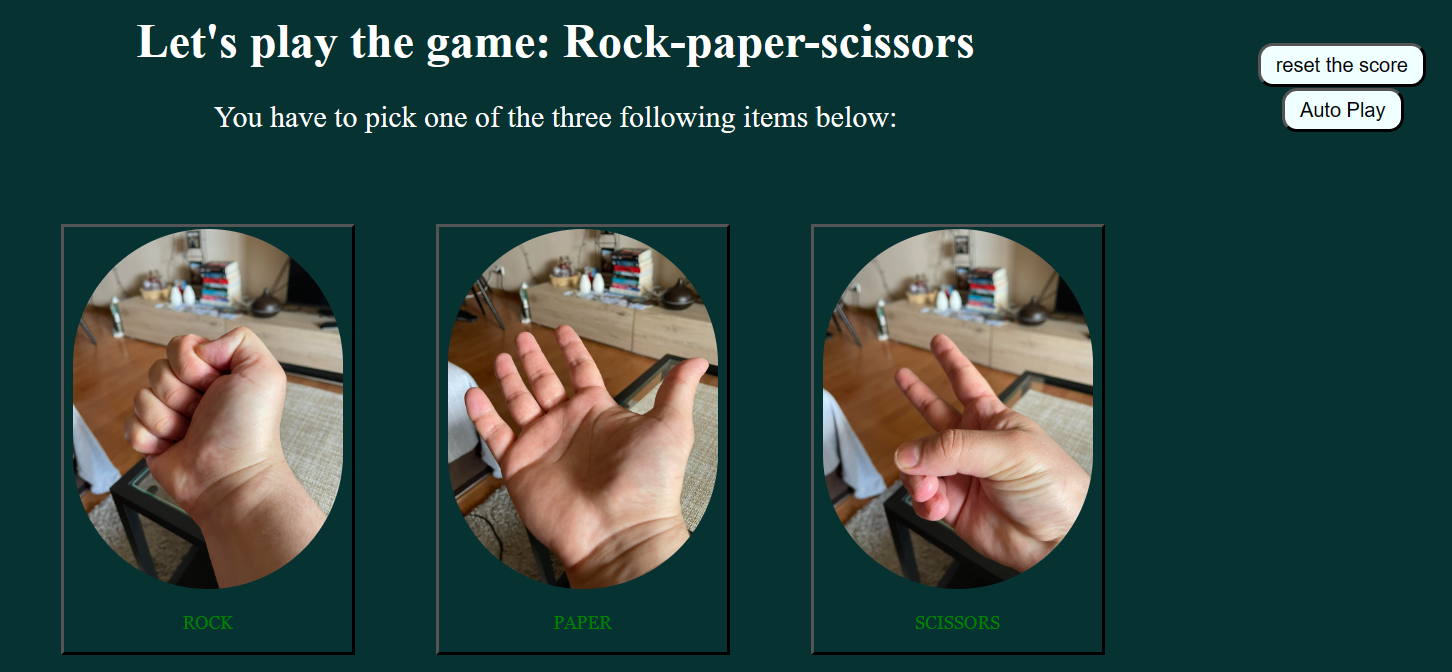 Let's play the game: Rock-paper-scissors
You have to pick one of the three following items below:
reset the score
Auto Play
ROCK
PAPER
SCISSORS